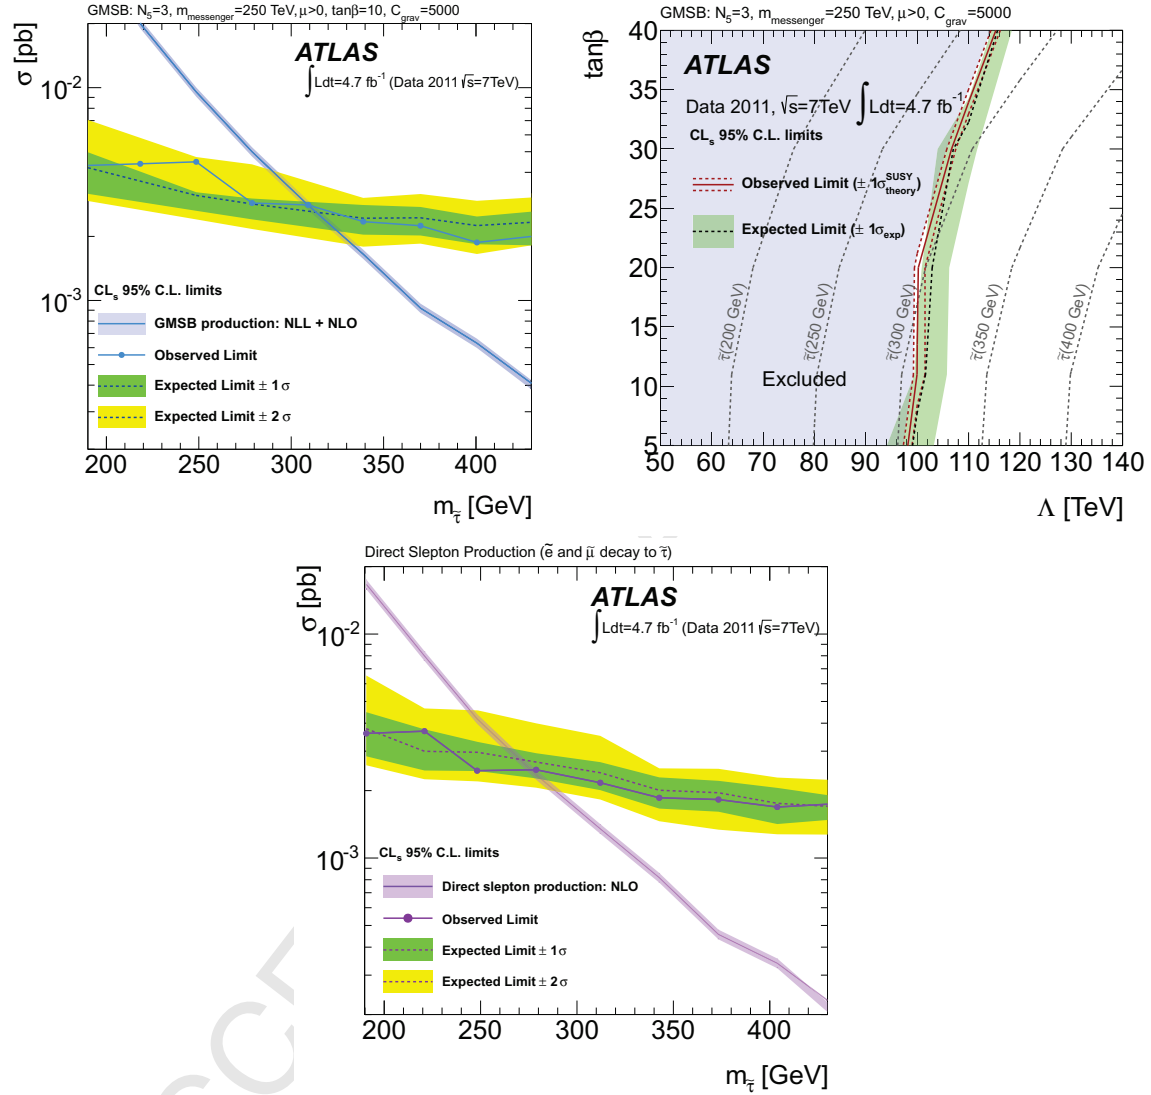 GMSB: N5=3, mmessenger=250 TeV, μ>0, tanβ=10, Cgrav=5000
σ [pb]
10-2
10-3
ATLAS
∫Ldt=4.7 fb-1 (Data 2011 √s=7TeV)
CLs 95% C.L. limits
GMSB production: NLL + NLO
Observed Limit
Expected Limit ± 1 σ
Expected Limit ± 2 σ
200 250 300 350 400
mτ̃ [GeV]
GMSB: N5=3, mmessenger=250 TeV, μ>0, Cgrav=5000
tanβ
40
35
30
25
20
15
10
5
ATLAS
Data 2011, √s=7TeV ∫Ldt=4.7 fb-1
CLs 95% C.L. limits
Observed Limit (± 1σSUSYtheory)
Expected Limit (± 1σexp)
τ̃(200 GeV)
τ̃(250 GeV)
τ̃(300 GeV)
τ̃(350 GeV)
τ̃(400 GeV)
Excluded
50 60 70 80 90 100 110 120 130 140
Λ [TeV]
Direct Slepton Production (ẽ and μ̃ decay to τ̃)
σ [pb]
10-2
10-3
ATLAS
∫Ldt=4.7 fb-1 (Data 2011 √s=7TeV)
CLs 95% C.L. limits
Direct slepton production: NLO
Observed Limit
Expected Limit ± 1σ
Expected Limit ± 2 σ
200 250 300 350 400
mτ̃ [GeV]